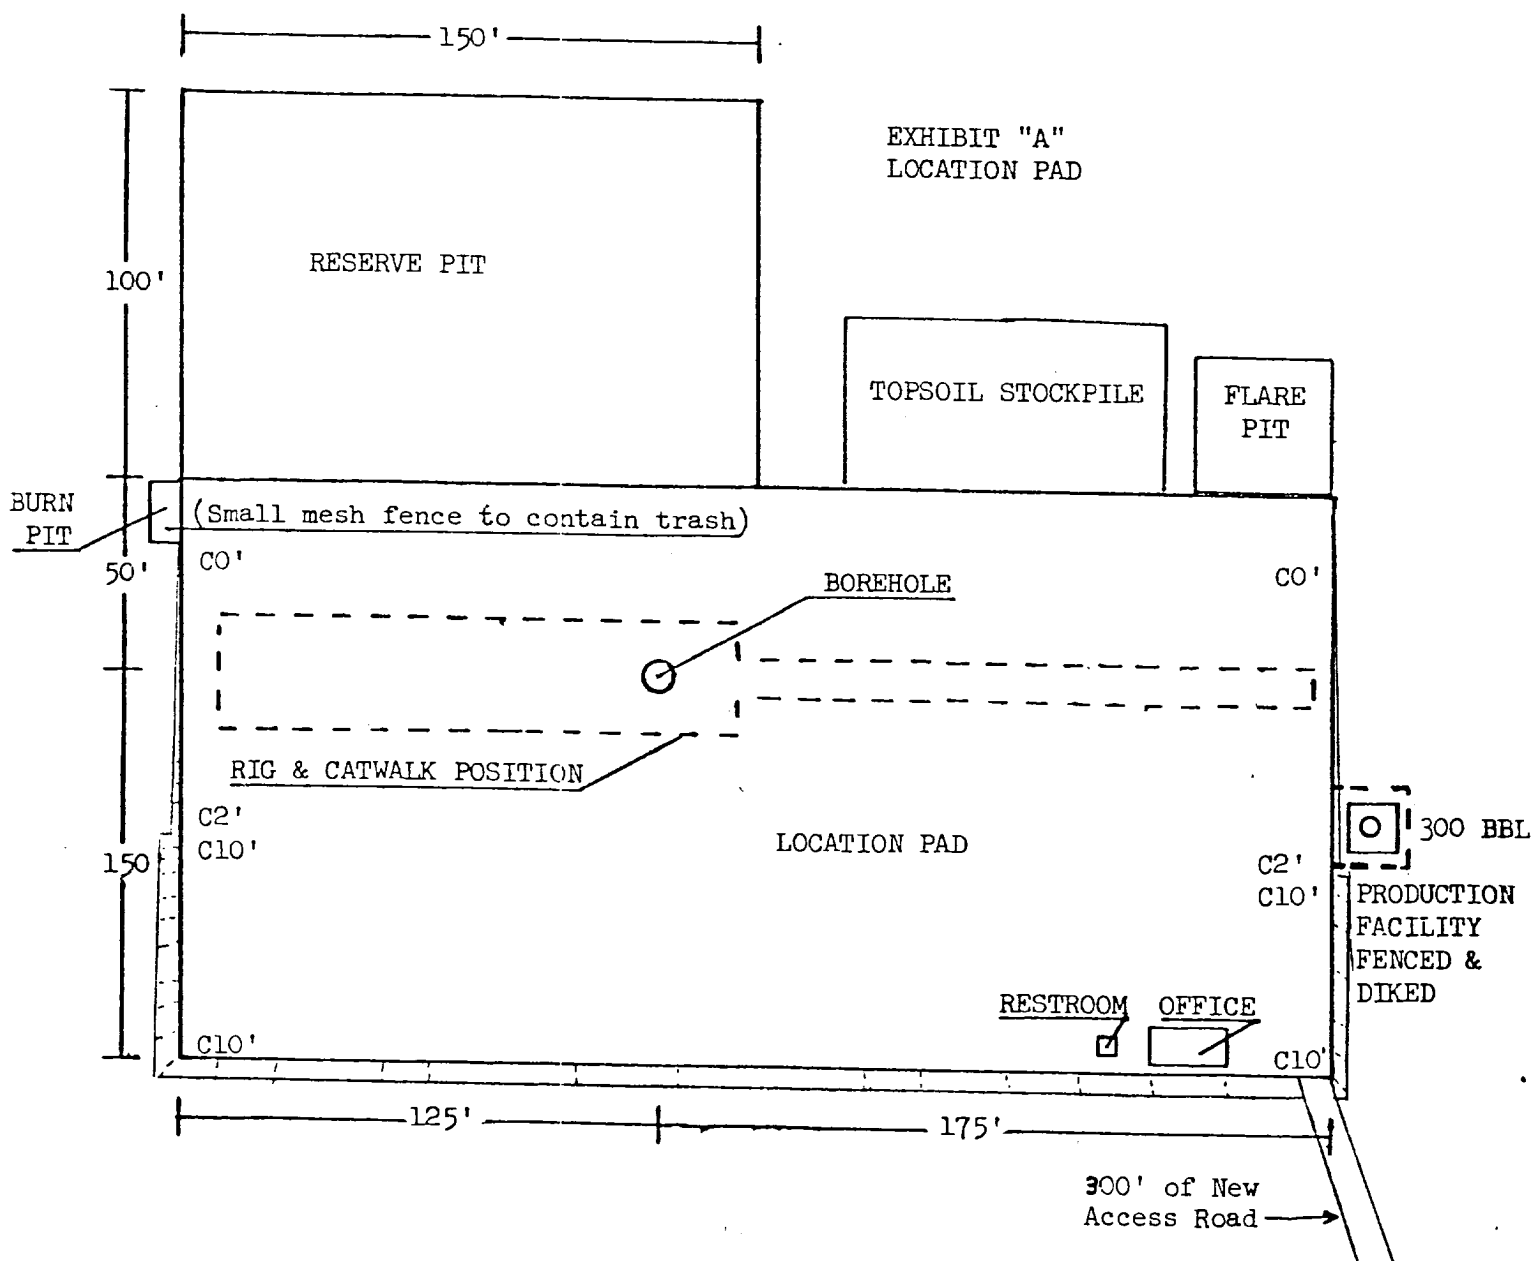 150'
EXHIBIT "A"
LOCATION PAD
RESERVE PIT
100'
TOPSOIL STOCKPILE
FLARE
PIT
BURN
PIT
(Small mesh fence to contain trash)
50'
CO'
CO'
BOREHOLE
RIG & CATWALK POSITION
C2'
C10'
150'
LOCATION PAD
300 BBL
C2'
C10'
PRODUCTION
FACILITY
FENCED &
DIKED
RESTROOM
OFFICE
C10'
C10'
125'
175'
300' of New
Access Road